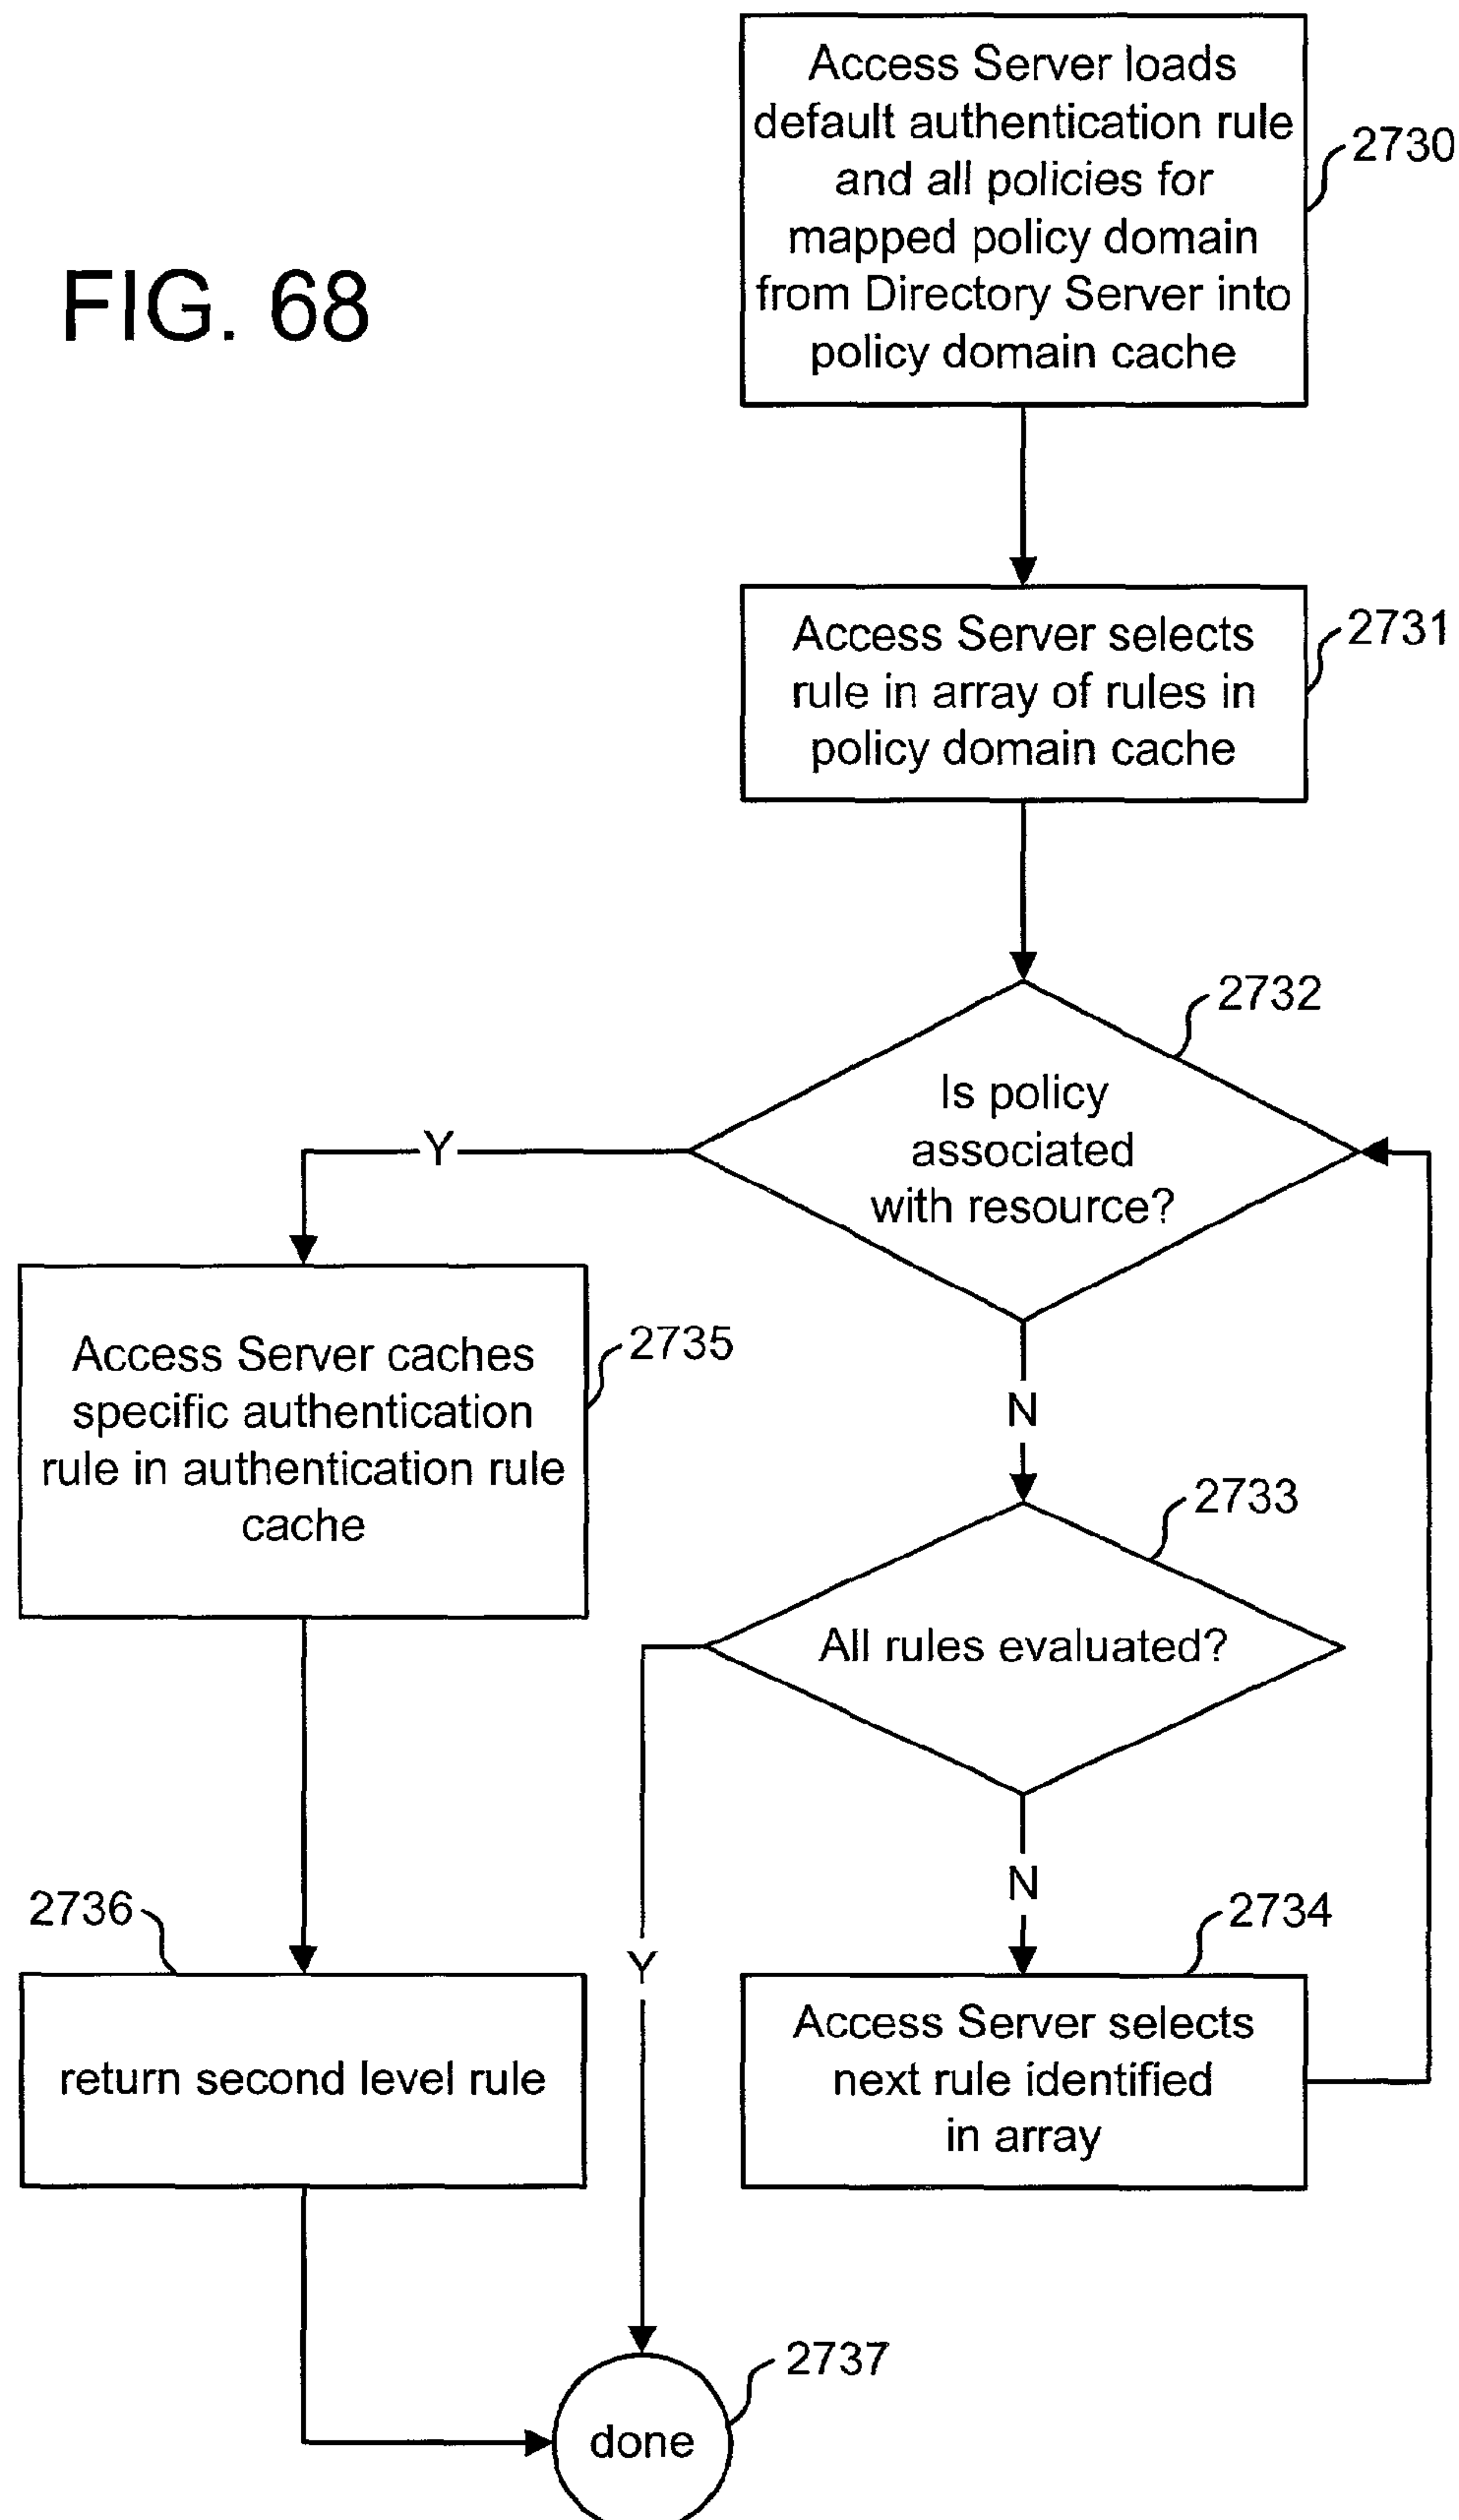 FIG. 68
Access Server loads
default authentication rule
and all policies for
mapped policy domain
from Directory Server into
policy domain cache
2730
Access Server selects
rule in array of rules in
policy domain cache
2731
2732
Is policy
associated
with resource?
Y
N
Access Server caches
specific authentication
rule in authentication rule
cache
2735
2733
All rules evaluated?
Y
N
2736
return second level rule
2734
Access Server selects
next rule identified
in array
2737
done